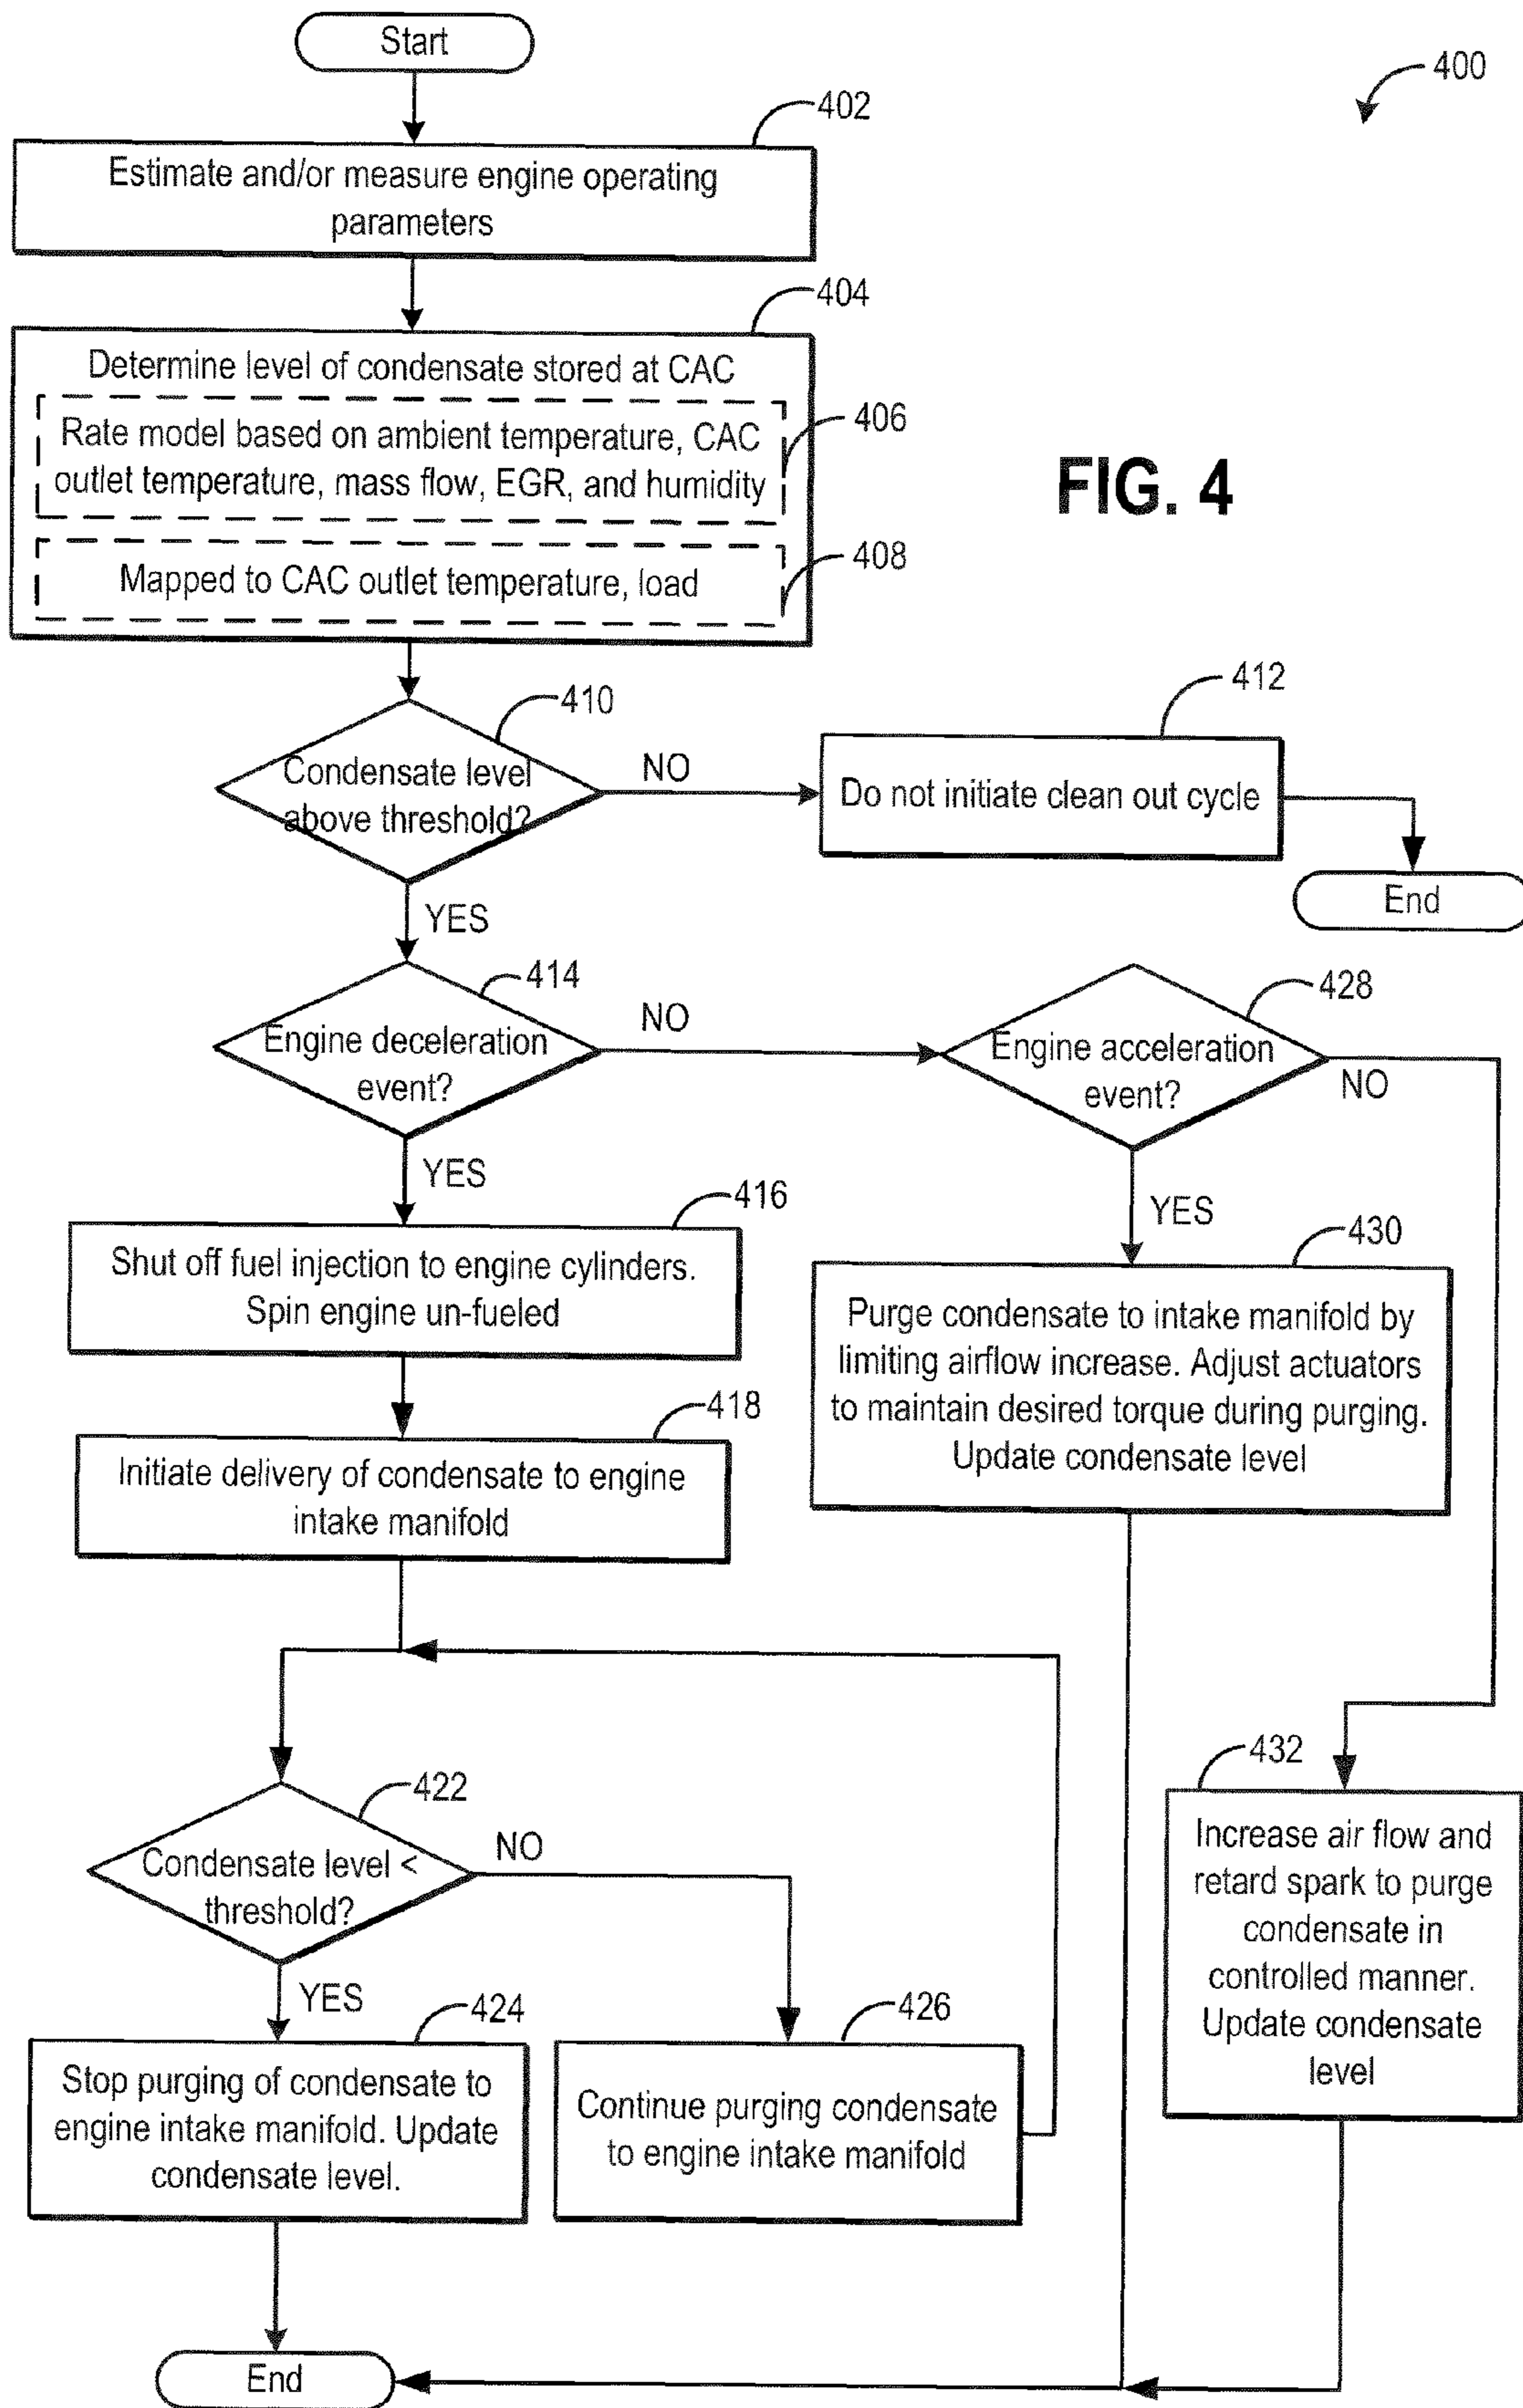 Start
400
402
Estimate and/or measure engine operating
parameters
404
Determine level of condensate stored at CAC
Rate model based on ambient temperature, CAC
outlet temperature, mass flow, EGR, and humidity
406
FIG. 4
Mapped to CAC outlet temperature, load
408
410
Condensate level
above threshold?
NO
412
Do not initiate clean out cycle
End
YES
414
Engine deceleration
event?
NO
428
Engine acceleration
event?
NO
YES
416
Shut off fuel injection to engine cylinders.
Spin engine un-fueled
YES
430
Purge condensate to intake manifold by
limiting airflow increase. Adjust actuators
to maintain desired torque during purging.
Update condensate level
418
Initiate delivery of condensate to engine
intake manifold
422
Condensate level <
threshold?
NO
432
Increase air flow and
retard spark to purge
condensate in
controlled manner.
Update condensate
level
YES
424
Stop purging of condensate to
engine intake manifold. Update
condensate level.
426
Continue purging condensate
to engine intake manifold
End